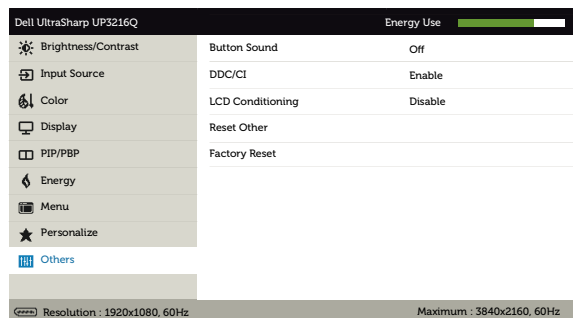 Dell UltraSharp UP3216Q Energy Use
Brightness/Contrast Button Sound Off
Input Source DDC/CI Enable
Color LCD Conditioning Disable
Display Reset Other
PIP/PBP Factory Reset
Energy
Menu
Personalize
Others
Resolution : 1920x1080, 60Hz Maximum : 3840x2160, 60Hz